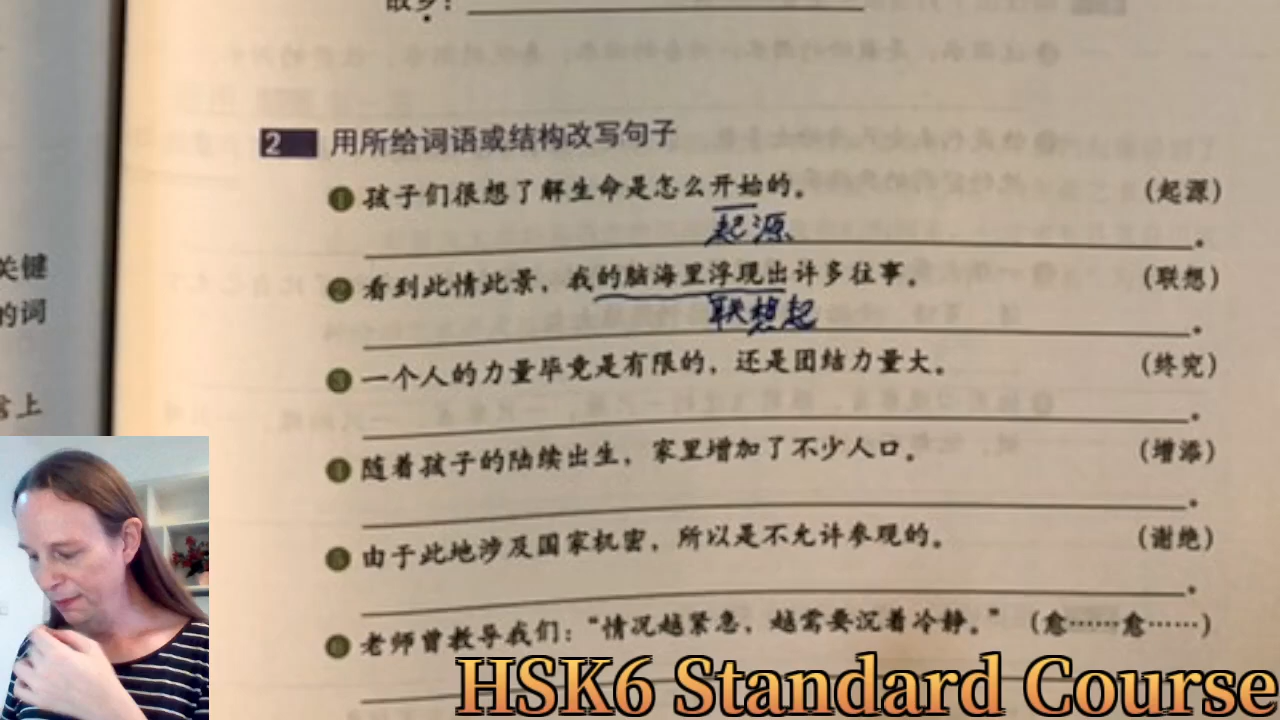 故乡：
2 用所给词语或结构改写句子
1 孩子们很想了解生命是怎么开始的。 （起源）
起源
2 看到此情此景，我的脑海里浮现出许多往事。 （联想）
联想起
3 一个人的力量毕竟是有限的，还是团结力量大。 （终究）
关键
的词
4 随着孩子的陆续出生，家里增加了不少人口。 （增添）
5 由于此地涉及国家机密，所以是不允许参观的。 （谢绝）
6 老师曾教导我们：“情况越紧急，越需要沉着冷静。” （愈……愈……）
HSK6 Standard Course